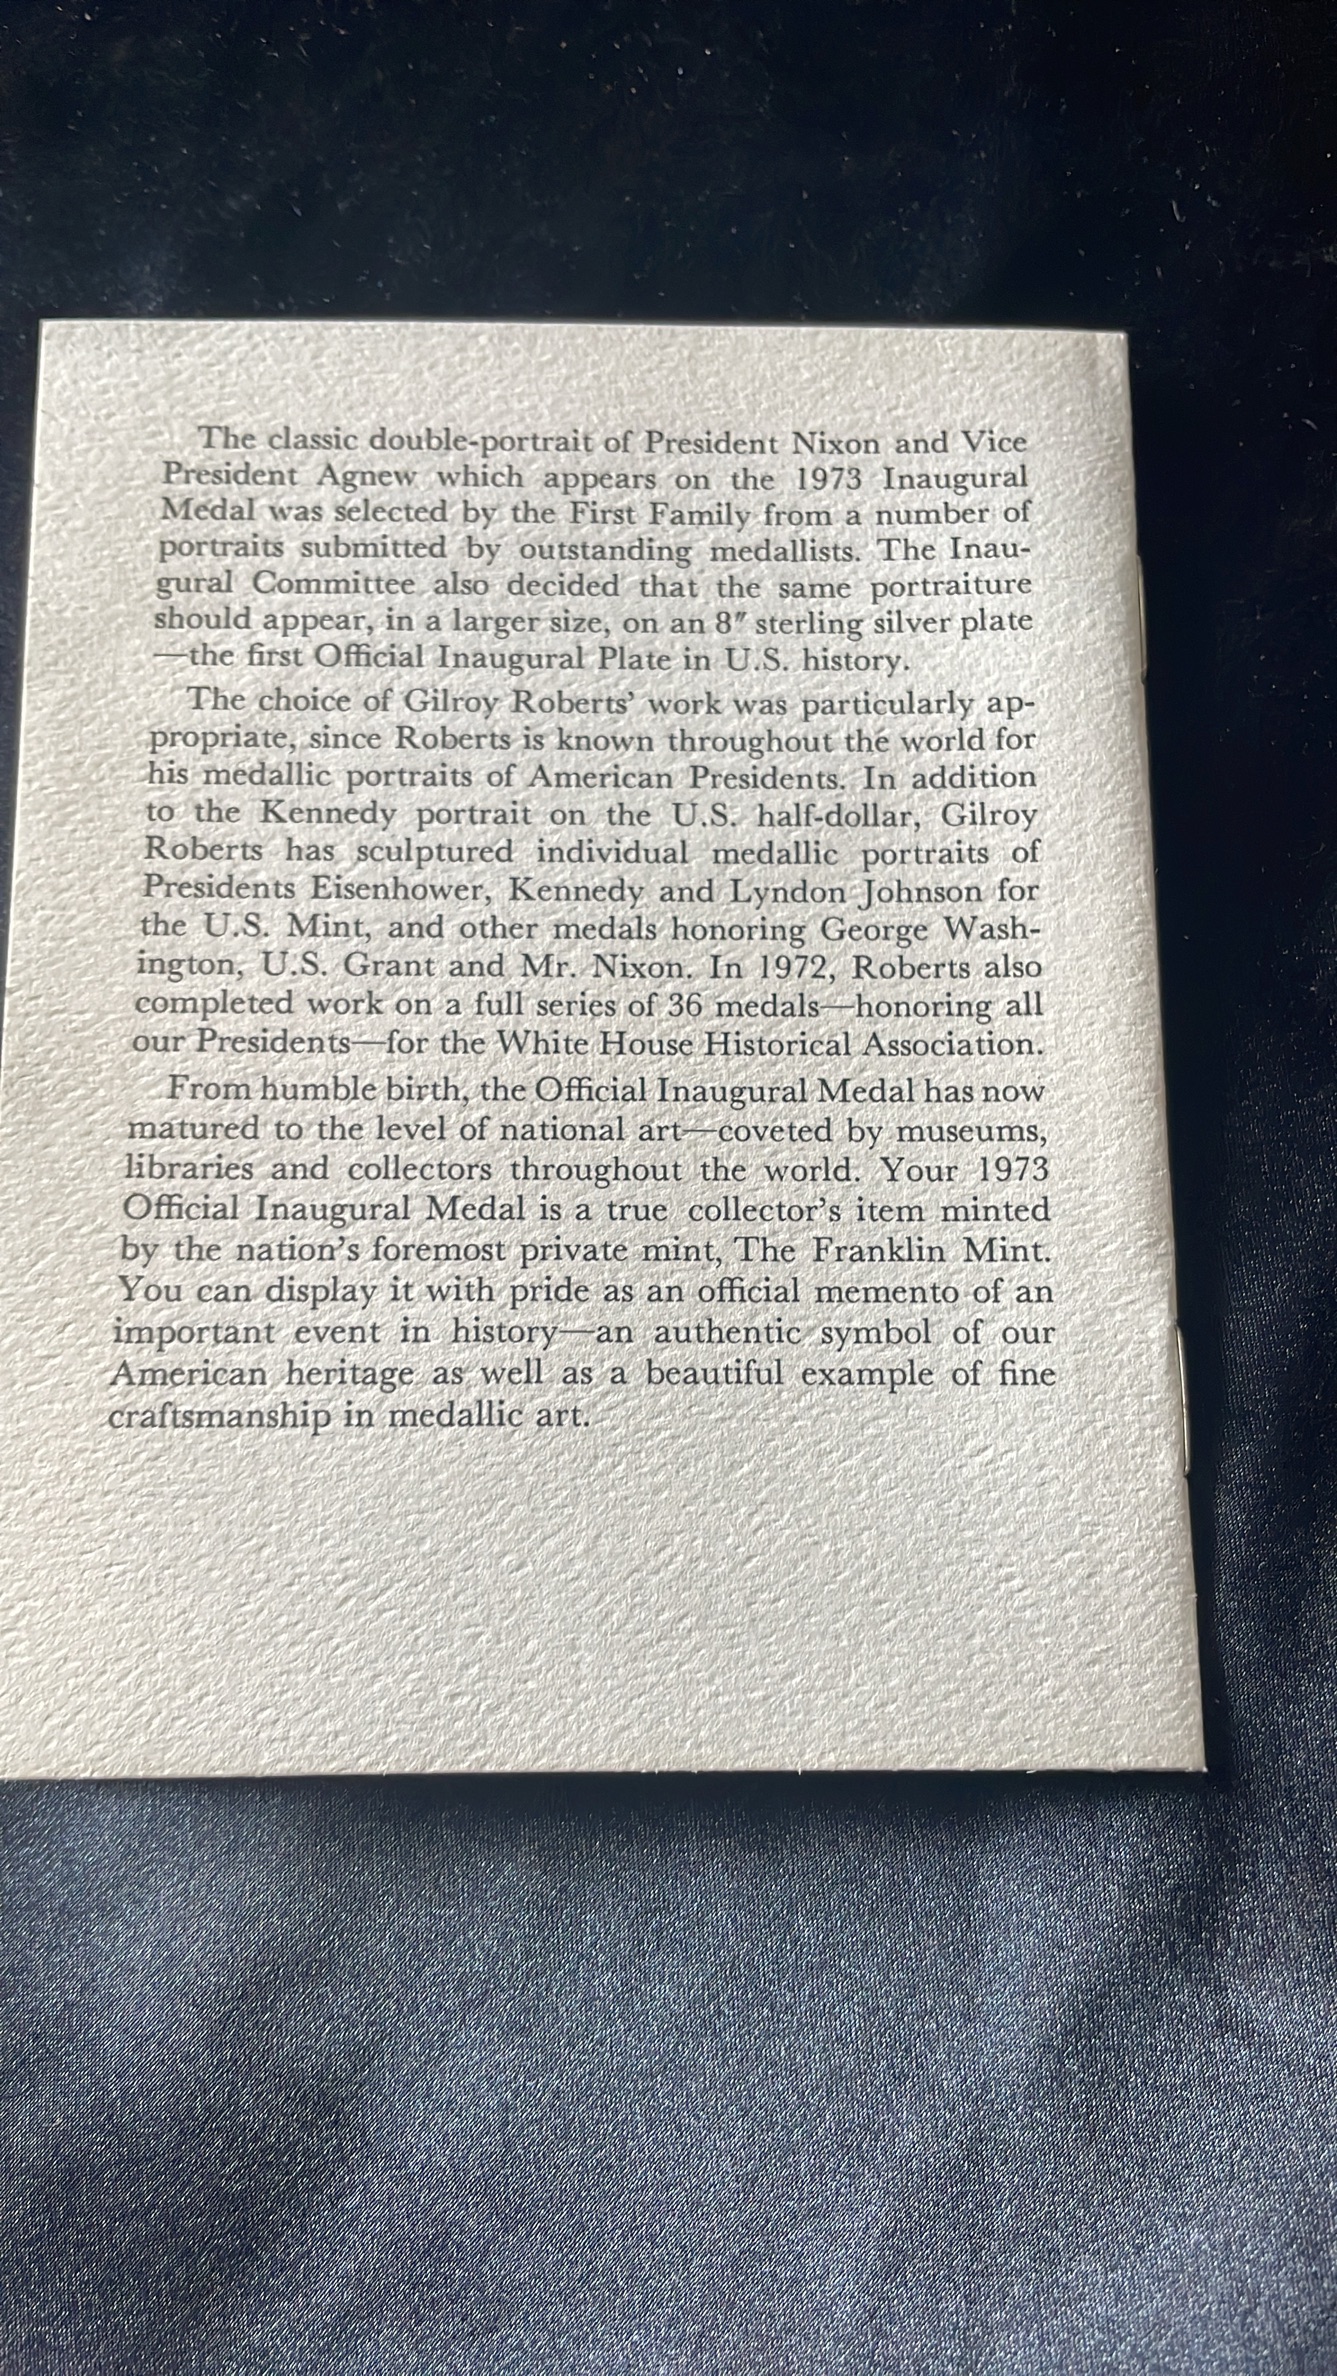 The classic double-portrait of President Nixon and Vice
President Agnew which appears on the 1973 Inaugural
Medal was selected by the First Family from a number of
portraits submitted by outstanding medallists. The Inau-
gural Committee also decided that the same portraiture
should appear, in a larger size, on an 8″ sterling silver plate
—the first Official Inaugural Plate in U.S. history.
The choice of Gilroy Roberts’ work was particularly ap-
propriate, since Roberts is known throughout the world for
his medallic portraits of American Presidents. In addition
to the Kennedy portrait on the U.S. half-dollar, Gilroy
Roberts has sculptured individual medallic portraits of
Presidents Eisenhower, Kennedy and Lyndon Johnson for
the U.S. Mint, and other medals honoring George Wash-
ington, U.S. Grant and Mr. Nixon. In 1972, Roberts also
completed work on a full series of 36 medals—honoring all
our Presidents—for the White House Historical Association.
From humble birth, the Official Inaugural Medal has now
matured to the level of national art—coveted by museums,
libraries and collectors throughout the world. Your 1973
Official Inaugural Medal is a true collector’s item minted
by the nation’s foremost private mint, The Franklin Mint.
You can display it with pride as an official memento of an
important event in history—an authentic symbol of our
American heritage as well as a beautiful example of fine
craftsmanship in medallic art.